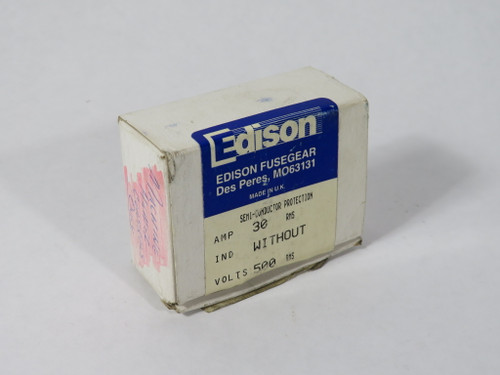 Edison
EDISON FUSEGEAR
Des Peres, MO63131
MADE IN U.K.
SEMI-CONDUCTOR PROTECTION
AMP 30 RMS
IND WITHOUT
VOLTS 500 RMS